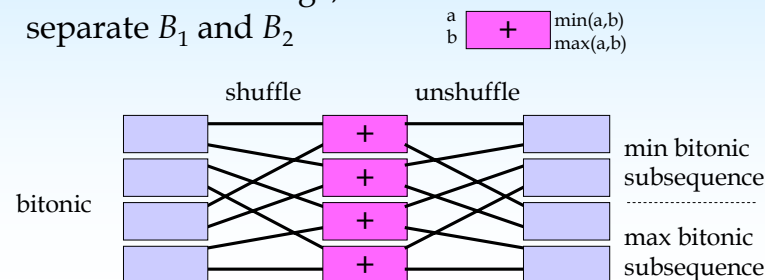 separate B₁ and B₂
a
b
+
min(a,b)
max(a,b)
shuffle
unshuffle
+
+
+
+
bitonic
min bitonic
subsequence
max bitonic
subsequence